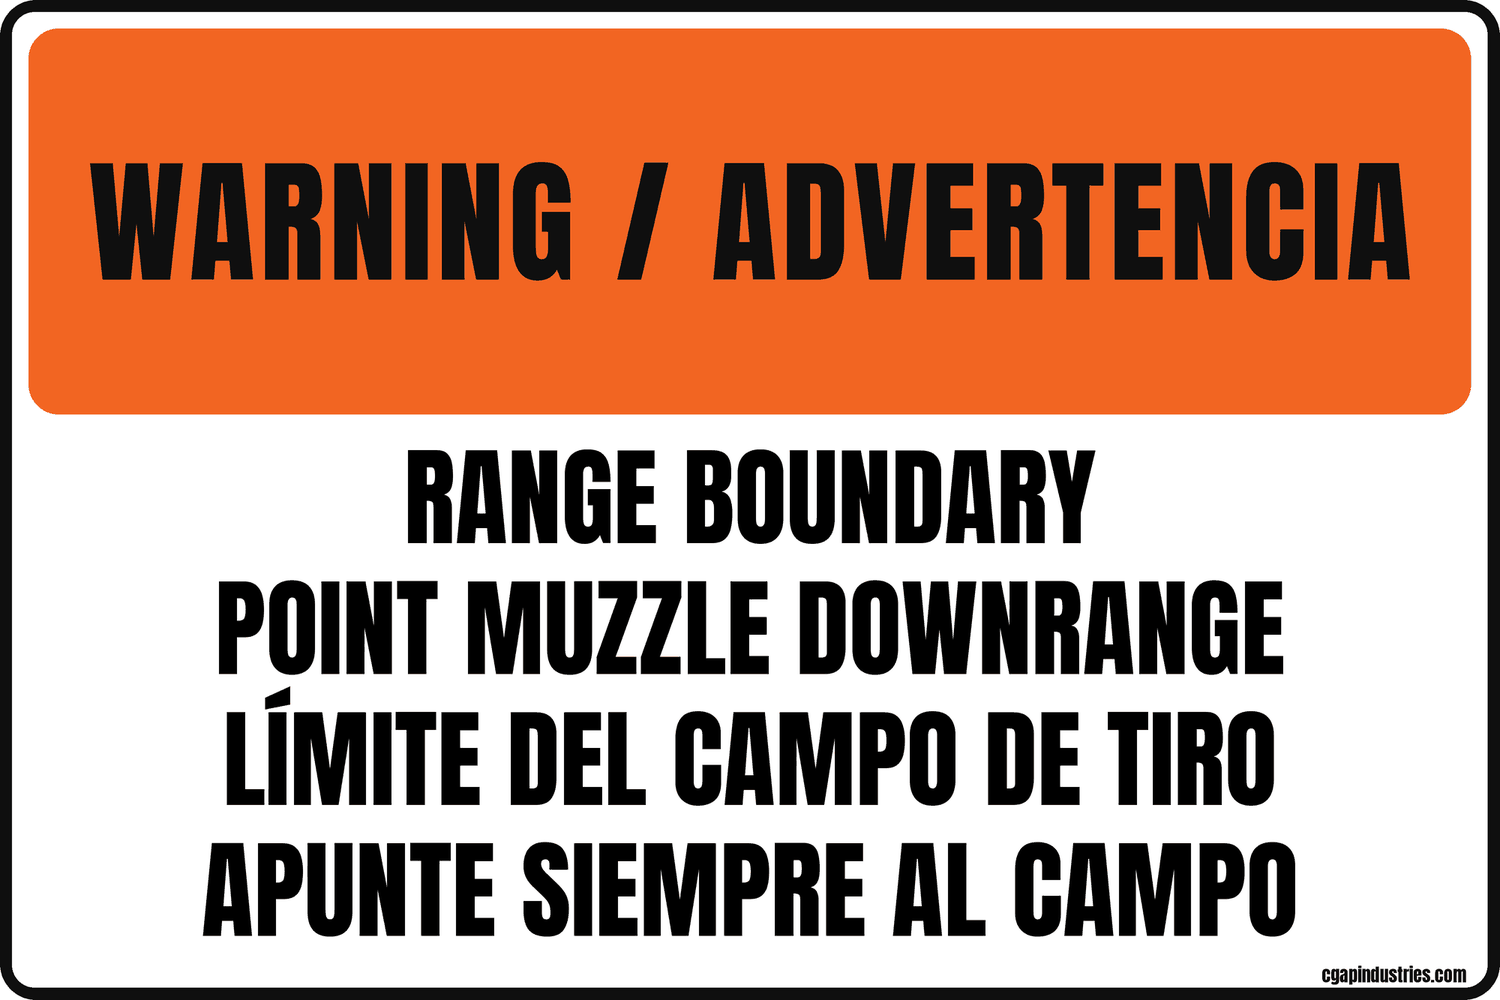 WARNING / ADVERTENCIA
RANGE BOUNDARY
POINT MUZZLE DOWNRANGE
LÍMITE DEL CAMPO DE TIRO
APUNTE SIEMPRE AL CAMPO
cgapindustries.com